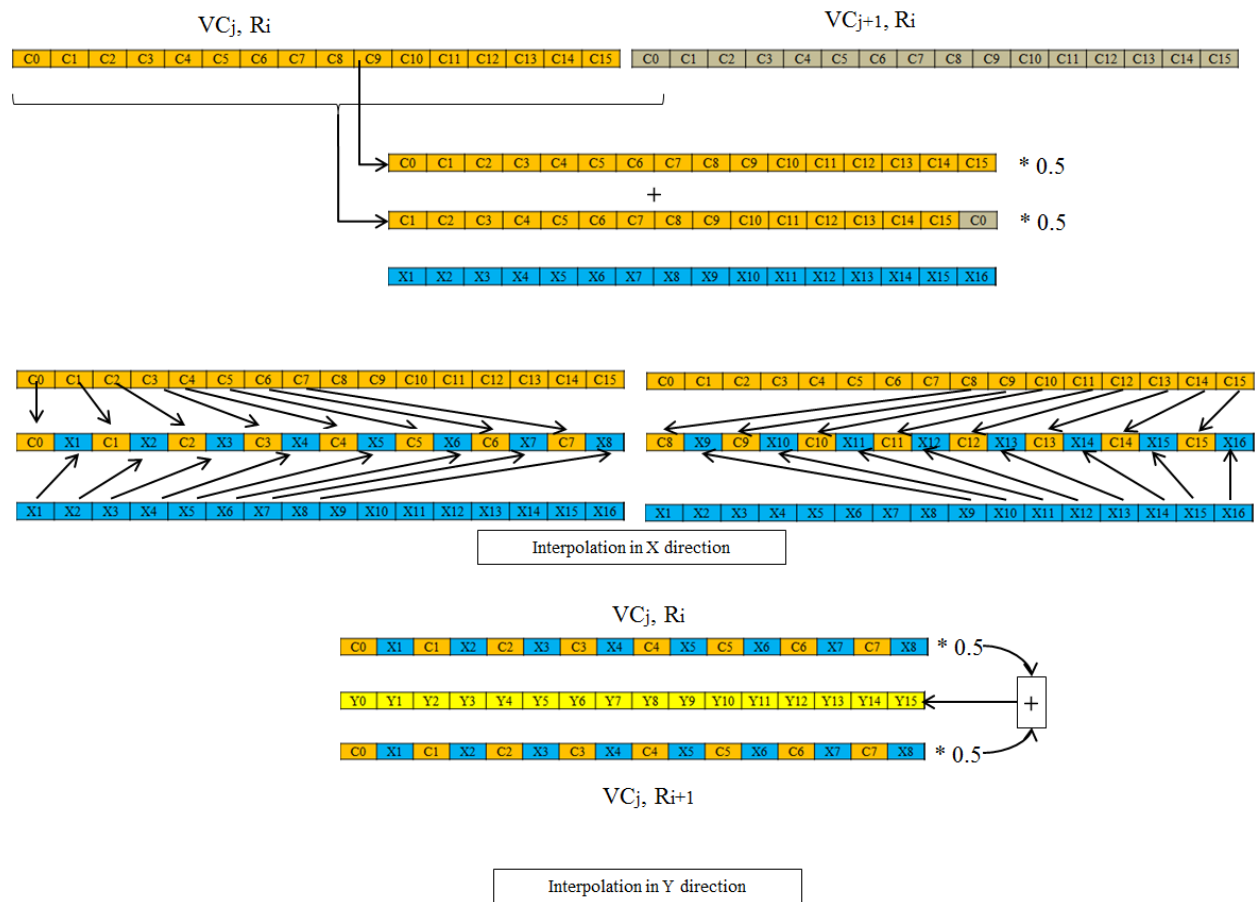 VCj, Ri VCj+1, Ri
C0 C1 C2 C3 C4 C5 C6 C7 C8 C9 C10 C11 C12 C13 C14 C15 C0 C1 C2 C3 C4 C5 C6 C7 C8 C9 C10 C11 C12 C13 C14 C15
C0 C1 C2 C3 C4 C5 C6 C7 C8 C9 C10 C11 C12 C13 C14 C15 * 0.5
+
C1 C2 C3 C4 C5 C6 C7 C8 C9 C10 C11 C12 C13 C14 C15 C0 * 0.5
X1 X2 X3 X4 X5 X6 X7 X8 X9 X10 X11 X12 X13 X14 X15 X16
C0 C1 C2 C3 C4 C5 C6 C7 C8 C9 C10 C11 C12 C13 C14 C15 C0 C1 C2 C3 C4 C5 C6 C7 C8 C9 C10 C11 C12 C13 C14 C15
C0 X1 C1 X2 C2 X3 C3 X4 C4 X5 C5 X6 C6 X7 C7 X8 C8 X9 C9 X10 C10 X11 C11 X12 C12 X13 C13 X14 C14 X15 C15 X16
X1 X2 X3 X4 X5 X6 X7 X8 X9 X10 X11 X12 X13 X14 X15 X16 X1 X2 X3 X4 X5 X6 X7 X8 X9 X10 X11 X12 X13 X14 X15 X16
Interpolation in X direction
VCj, Ri
C0 X1 C1 X2 C2 X3 C3 X4 C4 X5 C5 X6 C6 X7 C7 X8 * 0.5
Y0 Y1 Y2 Y3 Y4 Y5 Y6 Y7 Y8 Y9 Y10 Y11 Y12 Y13 Y14 Y15 +
C0 X1 C1 X2 C2 X3 C3 X4 C4 X5 C5 X6 C6 X7 C7 X8 * 0.5
VCj, Ri+1
Interpolation in Y direction